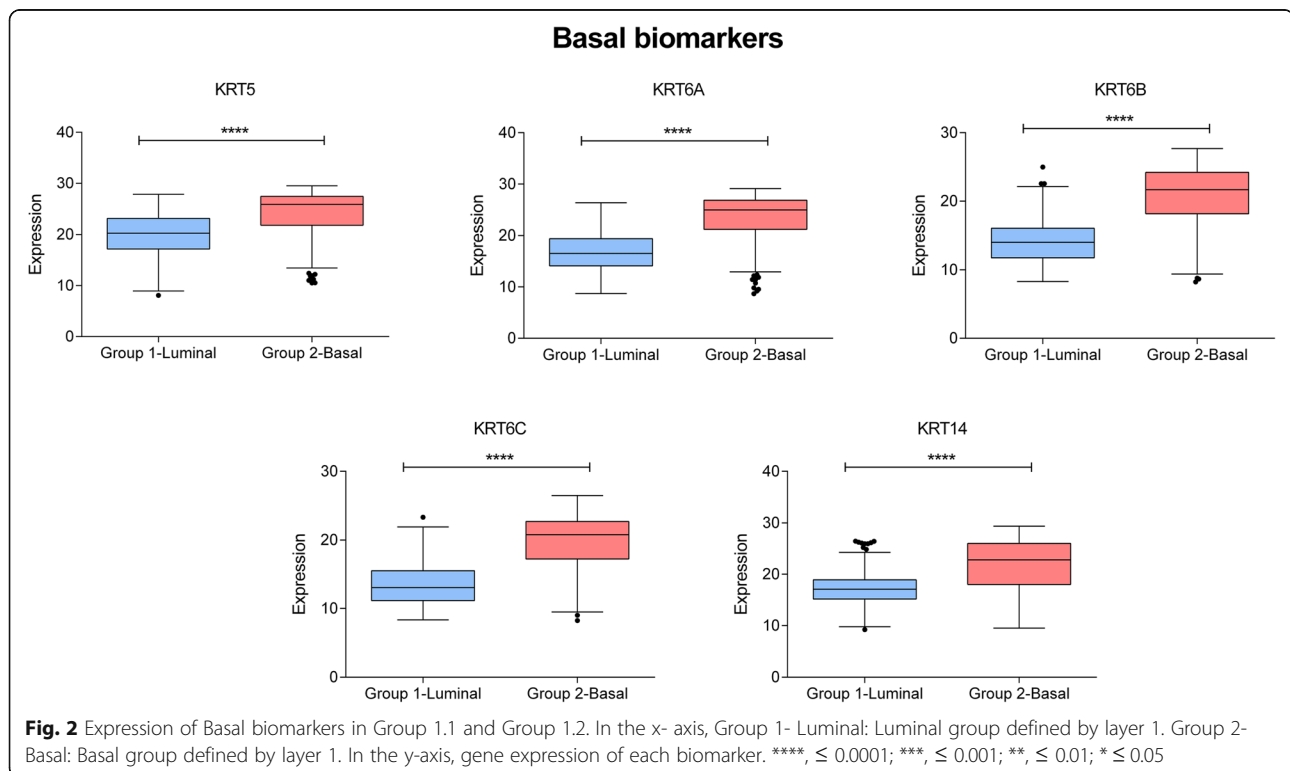 Basal biomarkers
KRT5
****
Expression
40
30
20
10
0
Group 1-Luminal Group 2-Basal
KRT6A
****
Expression
40
30
20
10
0
Group 1-Luminal Group 2-Basal
KRT6B
****
Expression
30
20
10
0
Group 1-Luminal Group 2-Basal
KRT6C
****
Expression
30
20
10
0
Group 1-Luminal Group 2-Basal
KRT14
****
Expression
40
30
20
10
0
Group 1-Luminal Group 2-Basal
Fig. 2 Expression of Basal biomarkers in Group 1.1 and Group 1.2. In the x- axis, Group 1- Luminal: Luminal group defined by layer 1. Group 2-
Basal: Basal group defined by layer 1. In the y-axis, gene expression of each biomarker. ****, ≤ 0.0001; ***, ≤ 0.001; **, ≤ 0.01; * ≤ 0.05